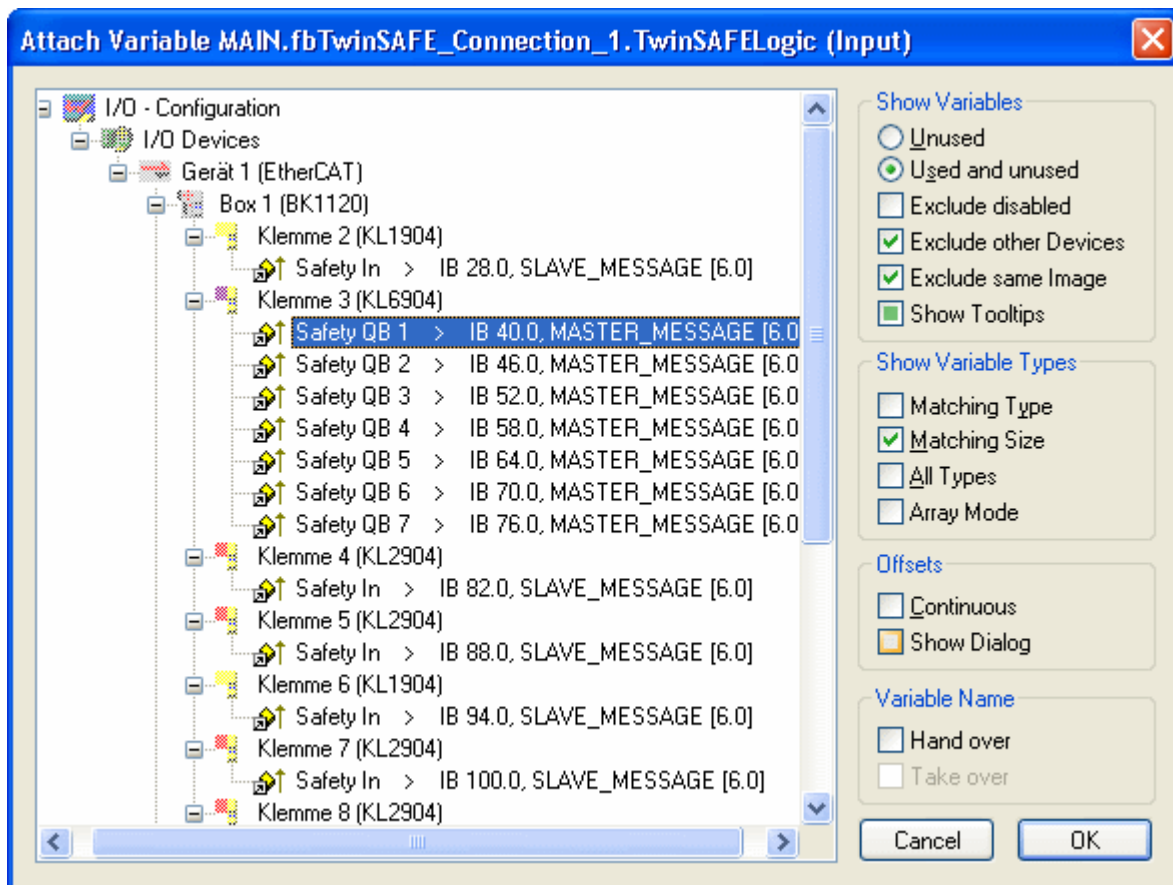 Attach Variable MAIN.fbTwinSAFE_Connection_1.TwinSAFELogic (Input)
I/O - Configuration
I/O Devices
Gerät 1 (EtherCAT)
Box 1 (BK1120)
Klemme 2 (KL1904)
Safety In > IB 28.0, SLAVE_MESSAGE [6.0]
Klemme 3 (KL6904)
Safety QB 1 > IB 40.0, MASTER_MESSAGE [6.0
Safety QB 2 > IB 46.0, MASTER_MESSAGE [6.0
Safety QB 3 > IB 52.0, MASTER_MESSAGE [6.0
Safety QB 4 > IB 58.0, MASTER_MESSAGE [6.0
Safety QB 5 > IB 64.0, MASTER_MESSAGE [6.0
Safety QB 6 > IB 70.0, MASTER_MESSAGE [6.0
Safety QB 7 > IB 76.0, MASTER_MESSAGE [6.0
Klemme 4 (KL2904)
Safety In > IB 82.0, SLAVE_MESSAGE [6.0]
Klemme 5 (KL2904)
Safety In > IB 88.0, SLAVE_MESSAGE [6.0]
Klemme 6 (KL1904)
Safety In > IB 94.0, SLAVE_MESSAGE [6.0]
Klemme 7 (KL2904)
Safety In > IB 100.0, SLAVE_MESSAGE [6.0]
Klemme 8 (KL2904)
Show Variables
Unused
Used and unused
Exclude disabled
Exclude other Devices
Exclude same Image
Show Tooltips
Show Variable Types
Matching Type
Matching Size
All Types
Array Mode
Offsets
Continuous
Show Dialog
Variable Name
Hand over
Take over
Cancel
OK